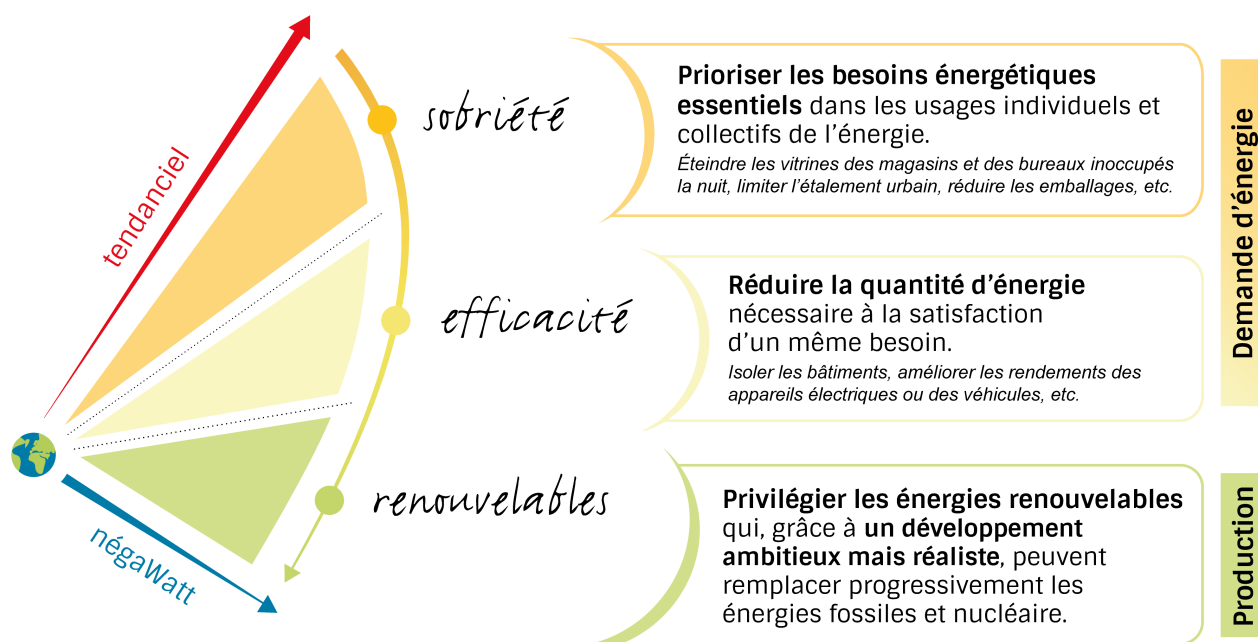 tendanciel
négaWatt
sobriété
Prioriser les besoins énergétiques
essentiels dans les usages individuels et
collectifs de l’énergie.
Éteindre les vitrines des magasins et des bureaux inoccupés
la nuit, limiter l’étalement urbain, réduire les emballages, etc.
efficacité
Réduire la quantité d’énergie
nécessaire à la satisfaction
d’un même besoin.
Isoler les bâtiments, améliorer les rendements des
appareils électriques ou des véhicules, etc.
Demande d’énergie
renouvelables
Privilégier les énergies renouvelables
qui, grâce à un développement
ambitieux mais réaliste, peuvent
remplacer progressivement les
énergies fossiles et nucléaire.
Production